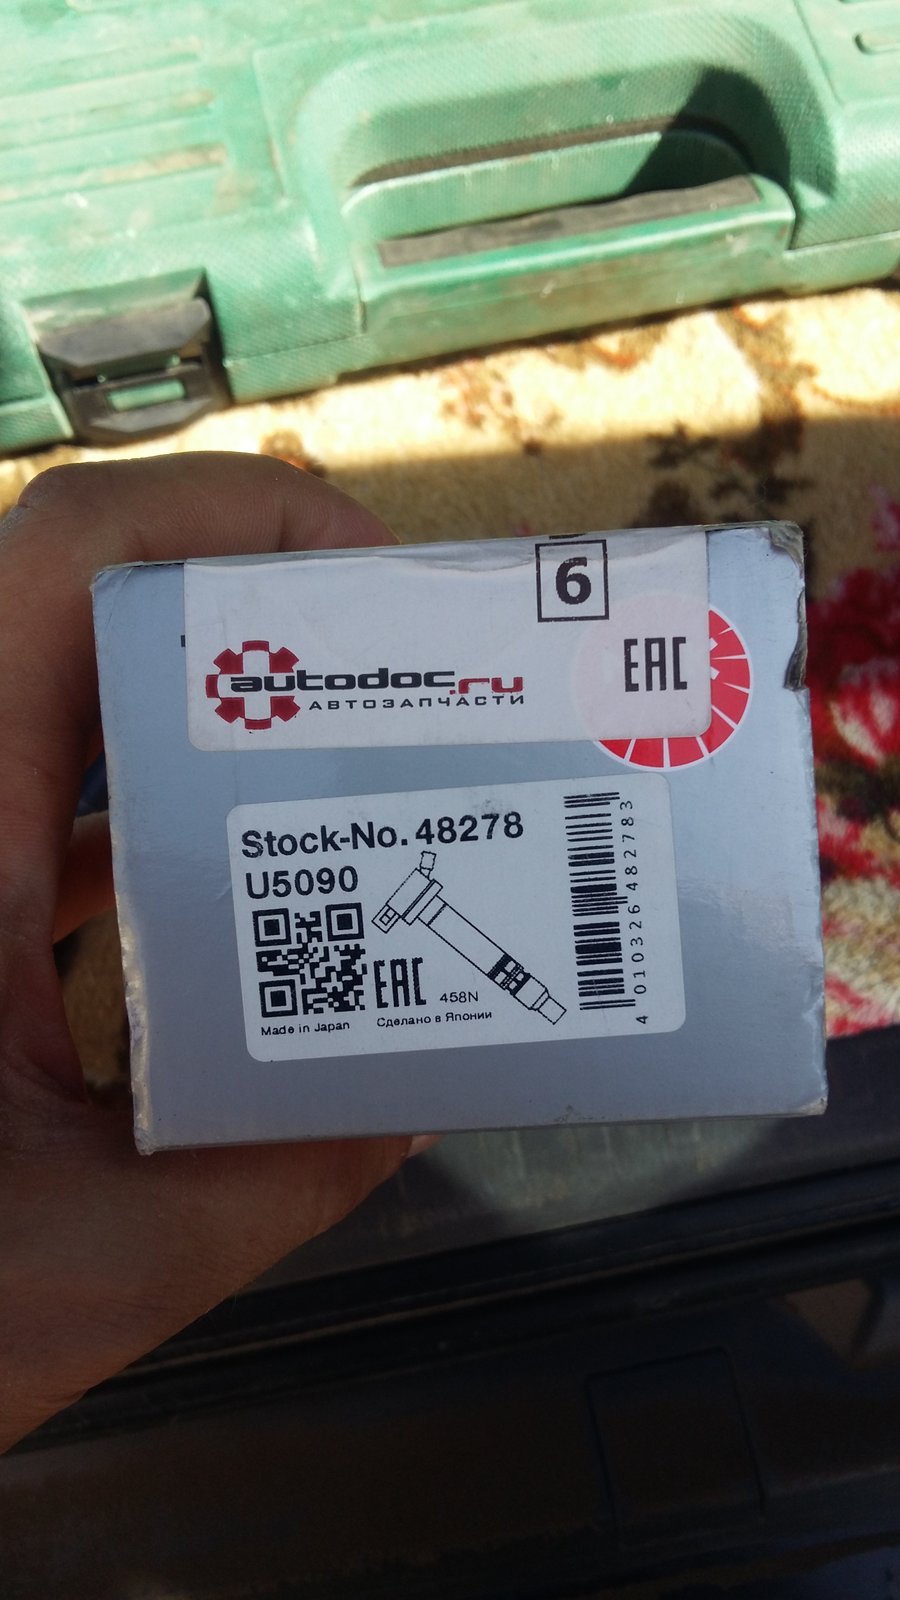 6
autodoc.ru
АВТОЗАПЧАСТИ
EAC
Stock-No. 48278
U5090
EAC
458N
Made in Japan
Сделано в Японии
4 010326 482783